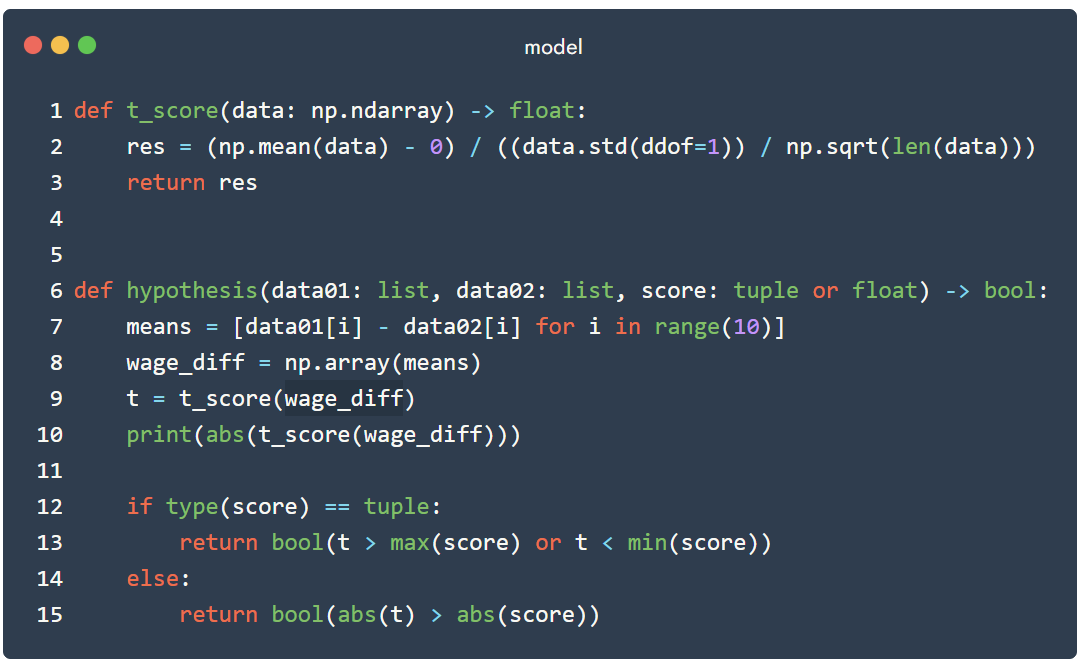 model
1 def t_score(data: np.ndarray) -> float:
2     res = (np.mean(data) - 0) / ((data.std(ddof=1)) / np.sqrt(len(data)))
3     return res
4
5
6 def hypothesis(data01: list, data02: list, score: tuple or float) -> bool:
7     means = [data01[i] - data02[i] for i in range(10)]
8     wage_diff = np.array(means)
9     t = t_score(wage_diff)
10     print(abs(t_score(wage_diff)))
11
12     if type(score) == tuple:
13         return bool(t > max(score) or t < min(score))
14     else:
15         return bool(abs(t) > abs(score))